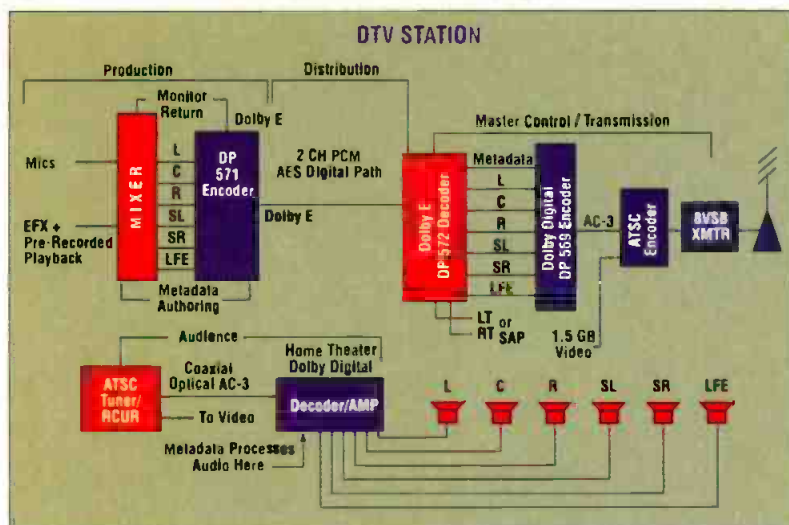 DTV STATION
Production
Distribution
Monitor
Return
Dolby E
Master Control / Transmission
Mics
EFX +
Pre-Recorded
Playback
MIXER
L
C
R
SL
SR
LFE
DP
571
Encoder
2 CH PCM
AES Digital Path
Dolby E
Metadata
Authoring
Dolby E
DP 572 Decoder
Metadata
L
C
R
SL
SR
LFE
Dolby Digital
DP 569 Encoder
AC-3
ATSC
Encoder
8VSB
XMTR
LT or
RT SAP
1.5 GB
Video
Audience
Home Theater
Dolby Digital
Coaxial
Optical AC-3
ATSC
Tuner/
RCUR
To Video
Decoder/AMP
Metadata Processes
Audio Here
L
C
R
SL
SR
LFE